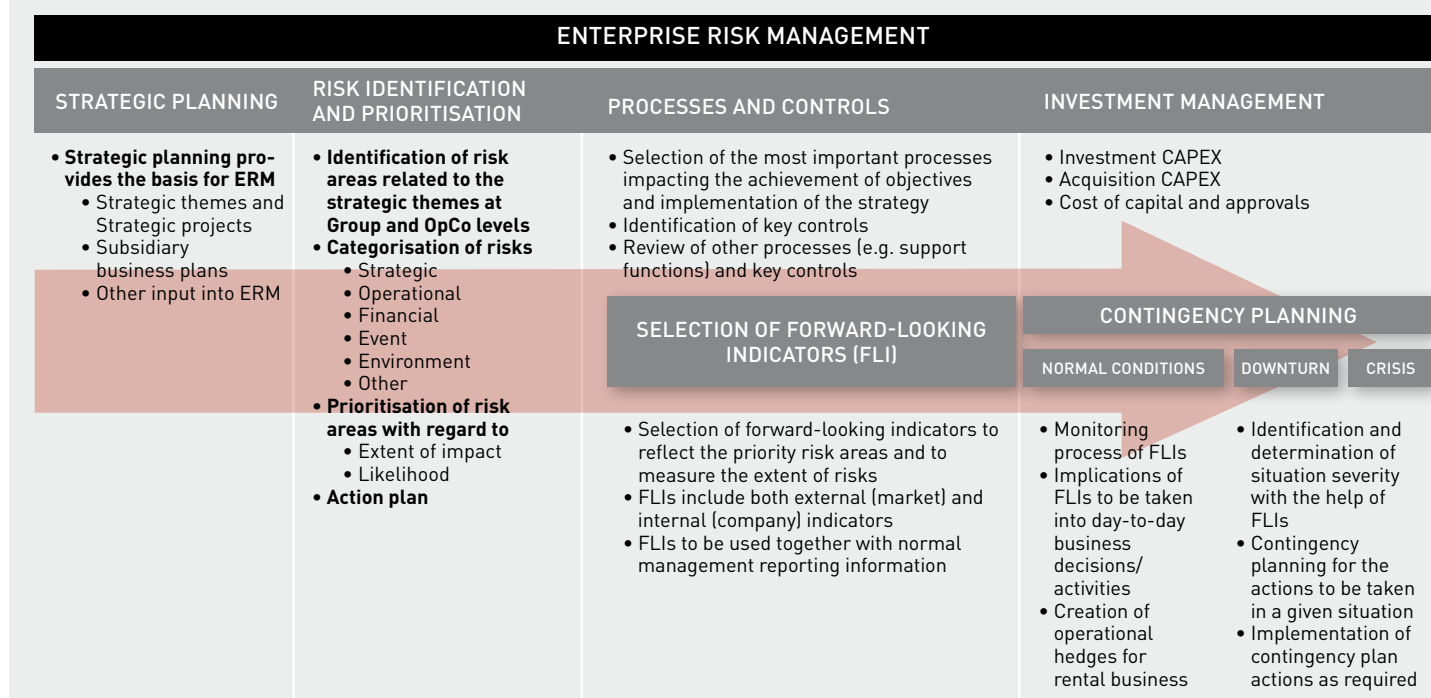 ENTERPRISE RISK MANAGEMENT
STRATEGIC PLANNING
• Strategic planning pro-
vides the basis for ERM
• Strategic themes and
Strategic projects
• Subsidiary
business plans
• Other input into ERM
RISK IDENTIFICATION
AND PRIORITISATION
• Identification of risk
areas related to the
strategic themes at
Group and OpCo levels
• Categorisation of risks
• Strategic
• Operational
• Financial
• Event
• Environment
• Other
• Prioritisation of risk
areas with regard to
• Extent of impact
• Likelihood
• Action plan
PROCESSES AND CONTROLS
• Selection of the most important processes
impacting the achievement of objectives
and implementation of the strategy
• Identification of key controls
• Review of other processes (e.g. support
functions) and key controls
SELECTION OF FORWARD-LOOKING
INDICATORS (FLI)
• Selection of forward-looking indicators to
reflect the priority risk areas and to
measure the extent of risks
• FLIs include both external (market) and
internal (company) indicators
• FLIs to be used together with normal
management reporting information
INVESTMENT MANAGEMENT
• Investment CAPEX
• Acquisition CAPEX
• Cost of capital and approvals
CONTINGENCY PLANNING
NORMAL CONDITIONS
DOWNTURN
CRISIS
• Monitoring
process of FLIs
• Implications of
FLIs to be taken
into day-to-day
business
decisions/
activities
• Creation of
operational
hedges for
rental business
• Identification and
determination of
situation severity
with the help of
FLIs
• Contingency
planning for the
actions to be taken
in a given situation
• Implementation of
contingency plan
actions as required